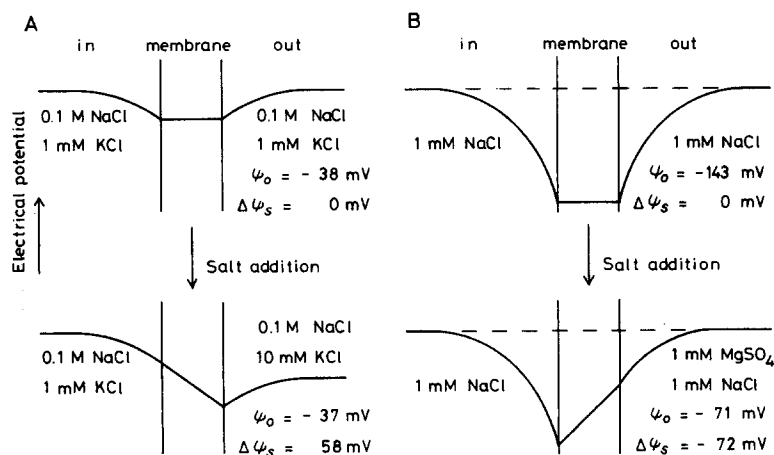 A
in membrane out
0.1 M NaCl
1 mM KCl
0.1 M NaCl
1 mM KCl
ψo = - 38 mV
Δψs = 0 mV
Electrical potential
Salt addition
0.1 M NaCl
1 mM KCl
0.1 M NaCl
10 mM KCl
ψo = - 37 mV
Δψs = 58 mV
B
in membrane out
1 mM NaCl
1 mM NaCl
ψo = -143 mV
Δψs = 0 mV
Salt addition
1 mM NaCl
1 mM MgSO₄
1 mM NaCl
ψo = - 71 mV
Δψs = - 72 mV